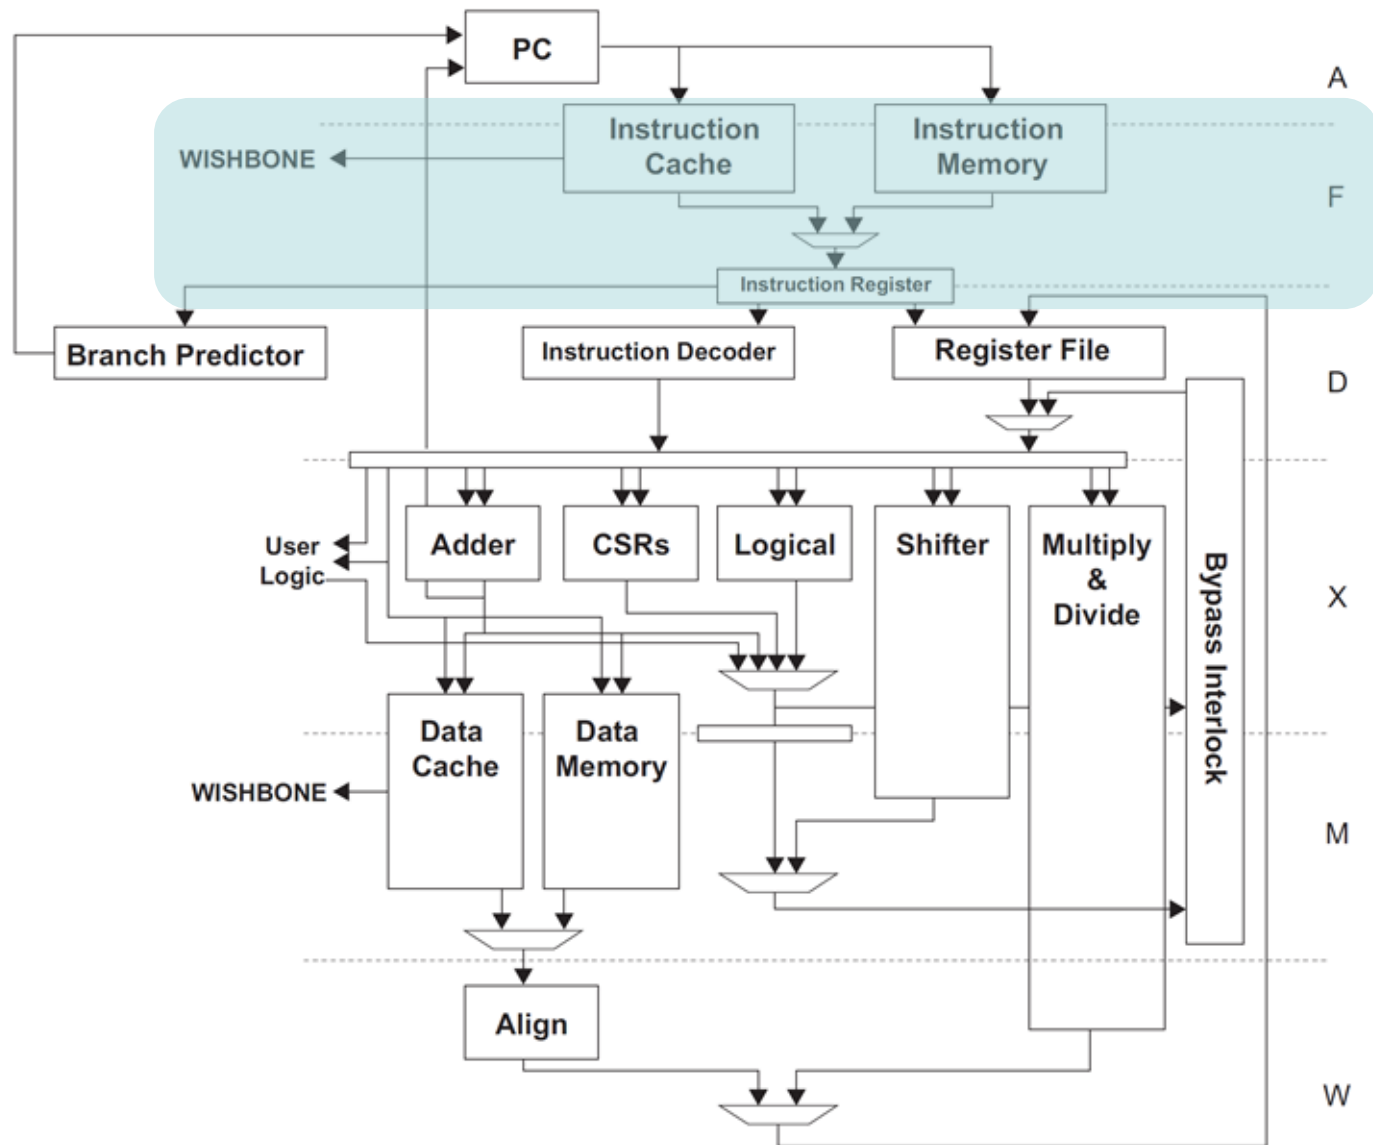 PC
A
Instruction
Cache
Instruction
Memory
WISHBONE
F
Instruction Register
Branch Predictor
Instruction Decoder
Register File
D
User
Logic
Adder
CSRs
Logical
Shifter
Multiply
&
Divide
Bypass Interlock
X
Data
Cache
Data
Memory
WISHBONE
M
Align
W